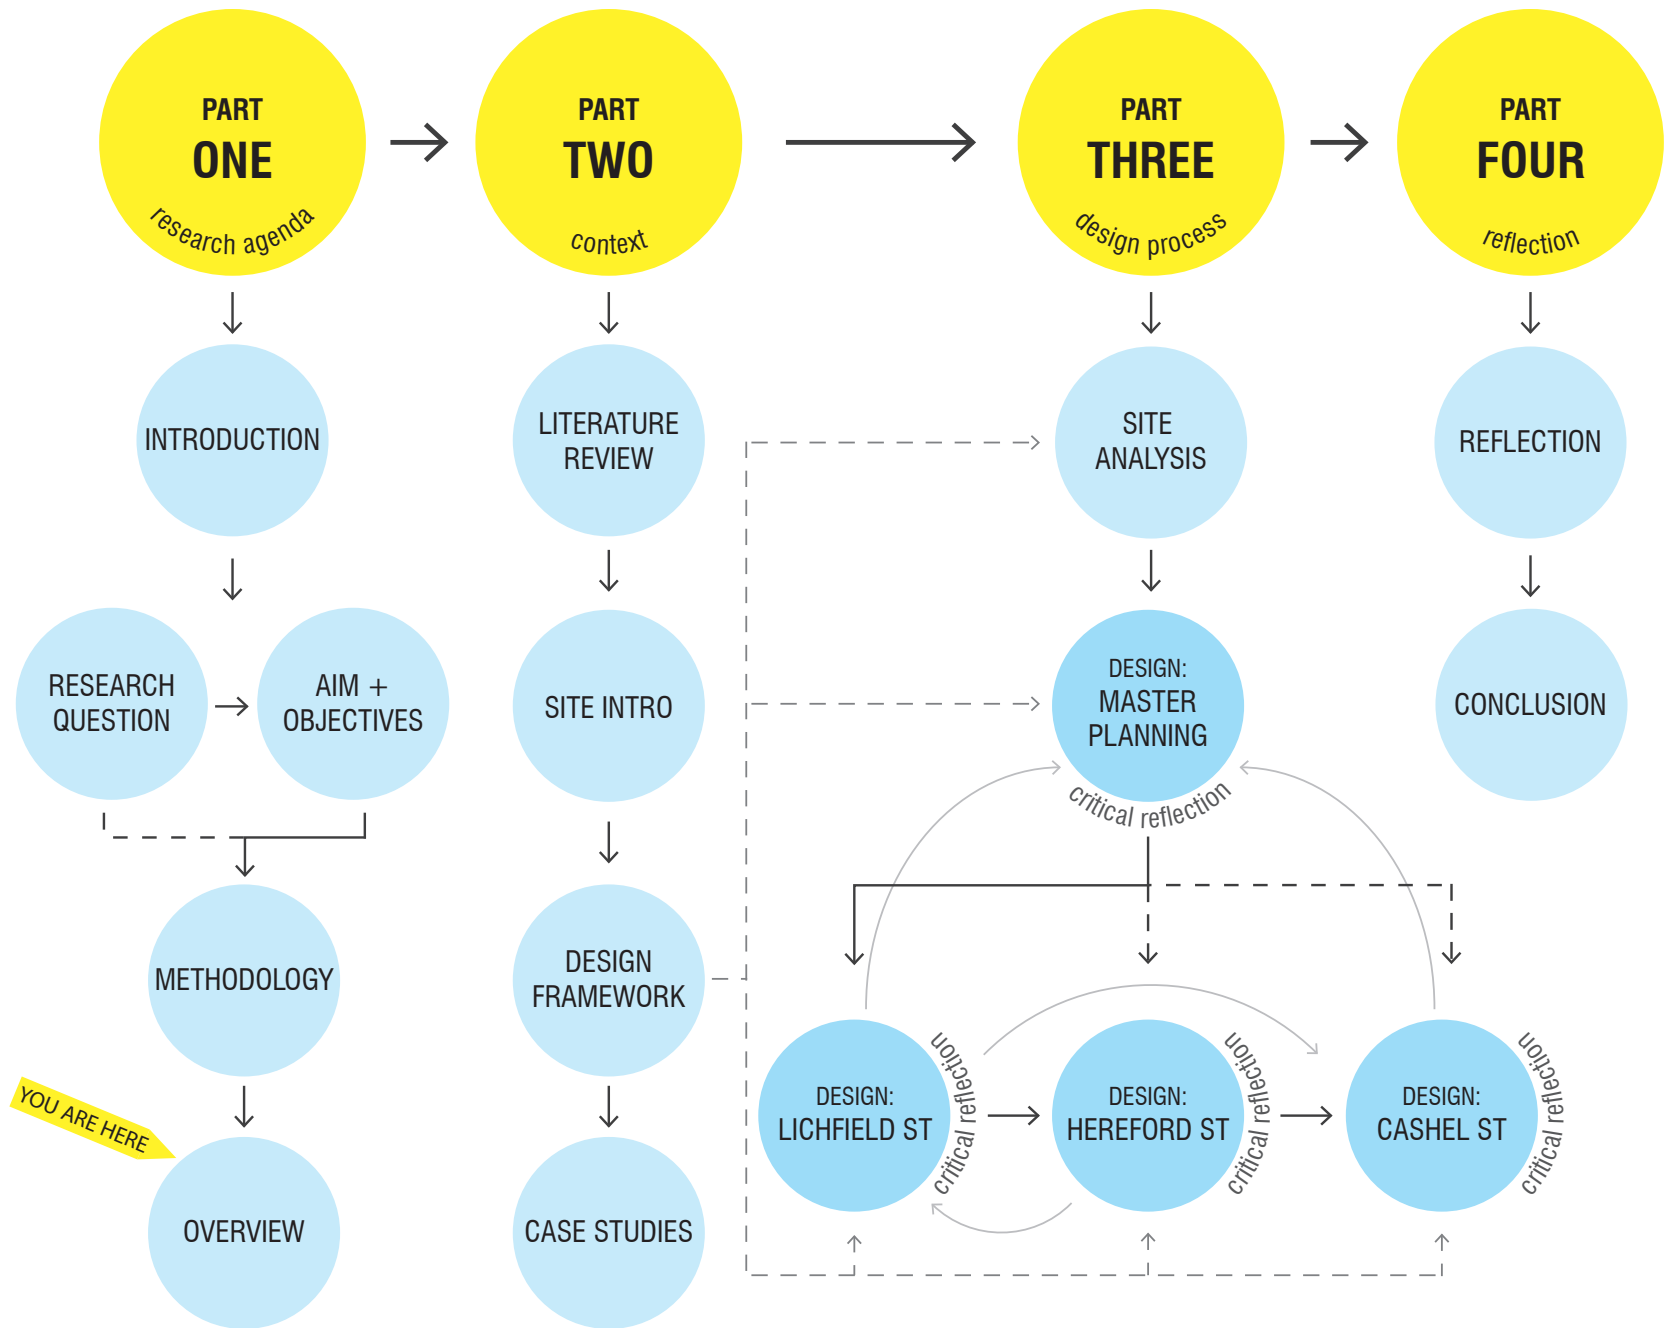 PART
ONE
research agenda
PART
TWO
context
PART
THREE
design process
PART
FOUR
reflection
INTRODUCTION
RESEARCH
QUESTION
AIM +
OBJECTIVES
METHODOLOGY
YOU ARE HERE
OVERVIEW
LITERATURE
REVIEW
SITE INTRO
DESIGN
FRAMEWORK
CASE STUDIES
SITE
ANALYSIS
DESIGN:
MASTER
PLANNING
critical reflection
DESIGN:
LICHFIELD ST
critical reflection
DESIGN:
HEREFORD ST
critical reflection
DESIGN:
CASHEL ST
critical reflection
REFLECTION
CONCLUSION